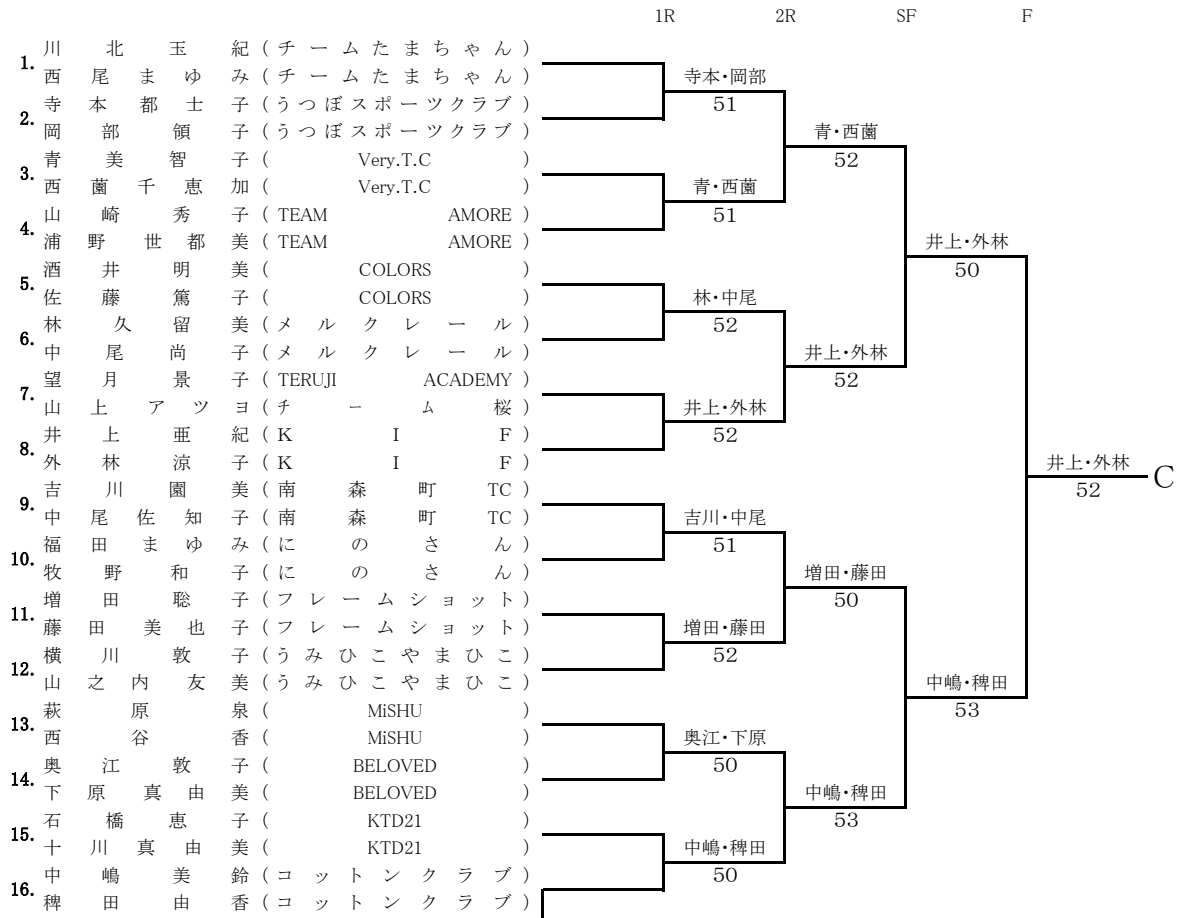 1R 2R SF F
1. 川北玉紀(チームたまちゃん)
西尾まゆみ(チームたまちゃん)
寺本・岡部
51
2. 寺本都士子(うつぼスポーツクラブ)
岡部領子(うつぼスポーツクラブ)
青・西薗
52
3. 青美智子(Very.T.C)
西薗千恵加(Very.T.C)
青・西薗
51
4. 山崎秀子(TEAM AMORE)
浦野世都美(TEAM AMORE)
井上・外林
50
5. 酒井明美(COLORS)
佐藤篤子(COLORS)
林・中尾
52
6. 林久留美(メルクレール)
中尾尚子(メルクレール)
井上・外林
52
7. 望月景子(TERUJI ACADEMY)
山上アツヨ(チーム桜)
井上・外林
52
8. 井上亜紀(KIF)
外林涼子(KIF)
井上・外林
52
C
9. 吉川園美(南森町TC)
中尾佐知子(南森町TC)
吉川・中尾
51
10. 福田まゆみ(にのさん)
牧野和子(にのさん)
増田・藤田
50
11. 増田聡子(フレームショット)
藤田美也子(フレームショット)
増田・藤田
52
12. 横川敦子(うみひこやまひこ)
山之内友美(うみひこやまひこ)
中嶋・稗田
53
13. 萩原泉(MiSHU)
西谷香(MiSHU)
奥江・下原
50
14. 奥江敦子(BELOVED)
下原真由美(BELOVED)
中嶋・稗田
53
15. 石橋恵子(KTD21)
十川真由美(KTD21)
中嶋・稗田
50
16. 中嶋美鈴(コットンクラブ)
稗田由香(コットンクラブ)